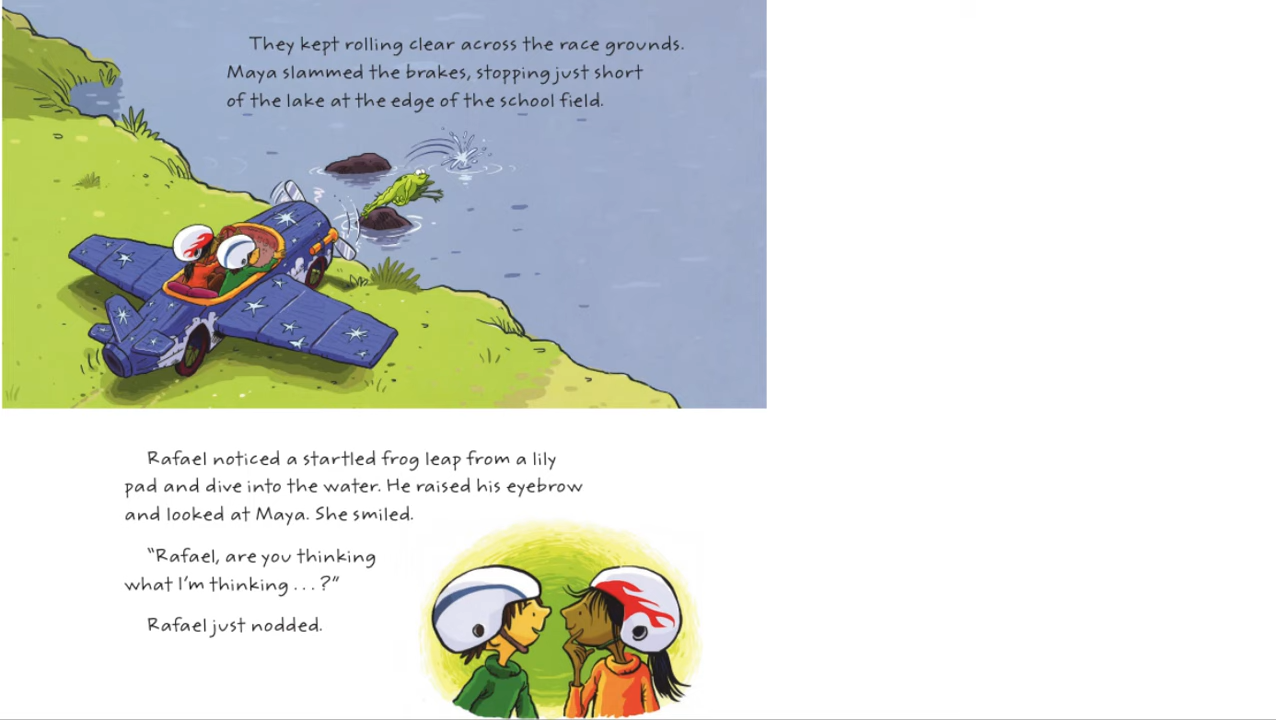 They kept rolling clear across the race grounds.
Maya slammed the brakes, stopping just short
of the lake at the edge of the school field.
Rafael noticed a startled frog leap from a lily
pad and dive into the water. He raised his eyebrow
and looked at Maya. She smiled.
“Rafael, are you thinking
what I’m thinking . . . ?”
Rafael just nodded.